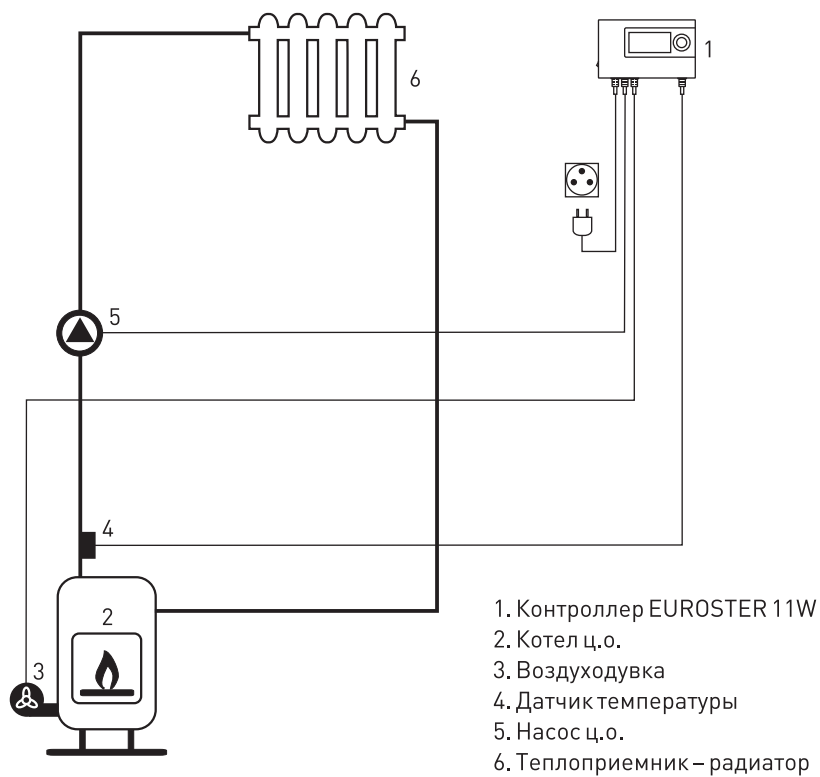 1
6
5
4
2
3
1. Контроллер EUROSTER 11W
2. Котел ц.о.
3. Воздуходувка
4. Датчик температуры
5. Насос ц.о.
6. Теплоприемник – радиатор